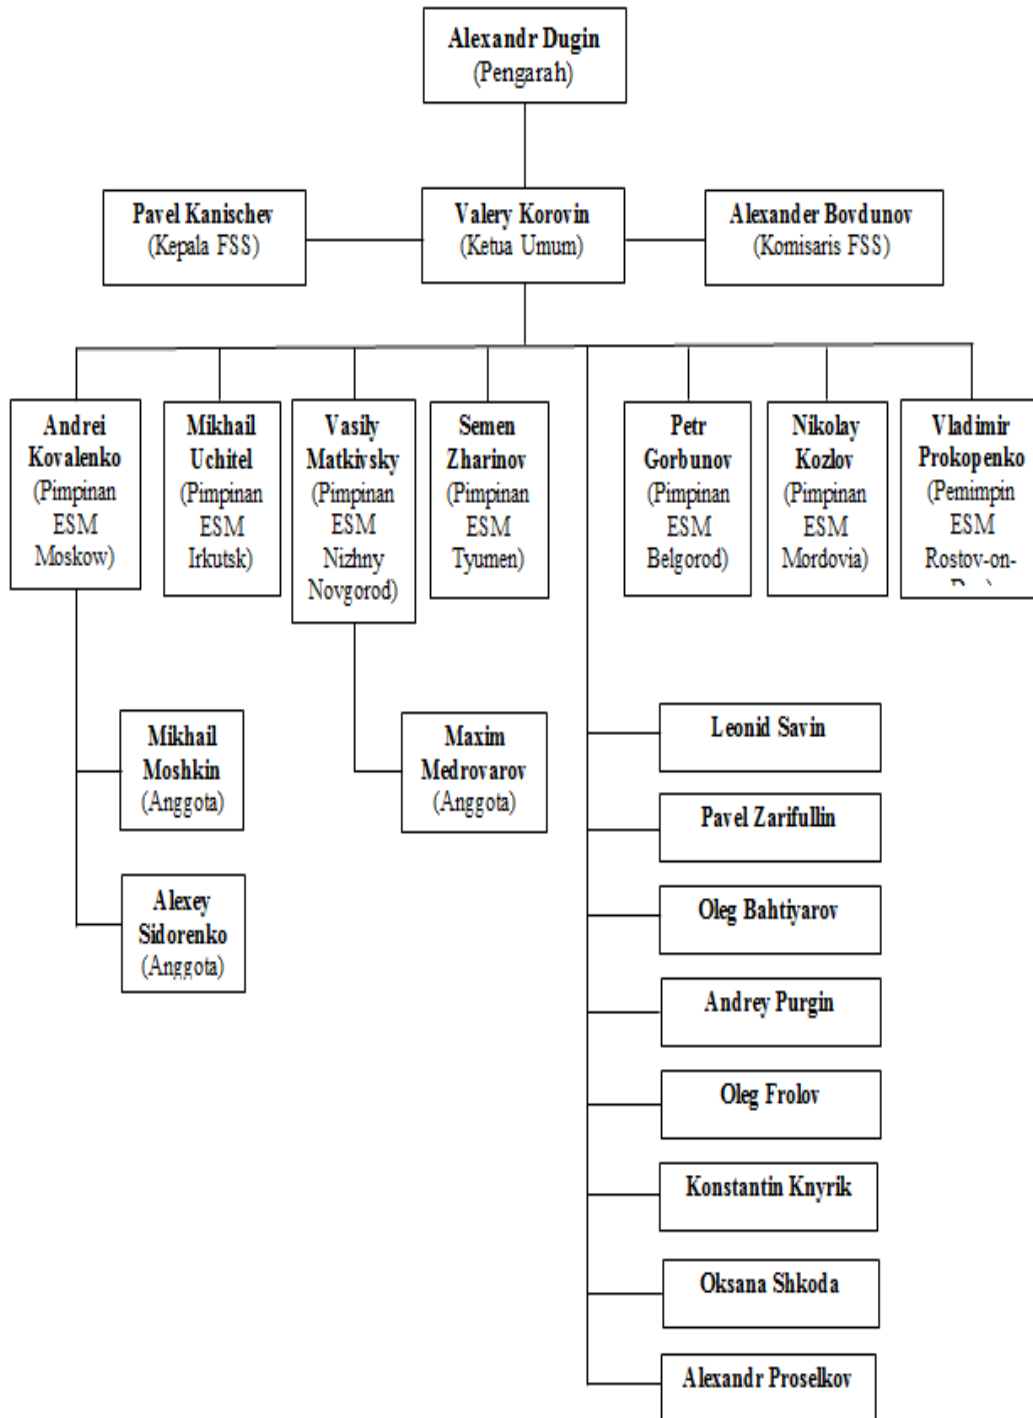 Alexandr Dugin
(Pengarah)
Pavel Kanischev
(Kepala FSS)
Valery Korovin
(Ketua Umum)
Alexander Bovdunov
(Komisaris FSS)
Andrei
Kovalenko
(Pimpinan
ESM
Moskow)
Mikhail
Uchitel
(Pimpinan
ESM
Irkutsk)
Vasily
Matkivsky
(Pimpinan
ESM
Nizhny
Novgorod)
Semen
Zharinov
(Pimpinan
ESM
Tyumen)
Petr
Gorbunov
(Pimpinan
ESM
Belgorod)
Nikolay
Kozlov
(Pimpinan
ESM
Mordovia)
Vladimir
Prokopenko
(Pemimpin
ESM
Rostov-on-
Mikhail
Moshkin
(Anggota)
Alexey
Sidorenko
(Anggota)
Maxim
Medrovarov
(Anggota)
Leonid Savin
Pavel Zarifullin
Oleg Bahtiyarov
Andrey Purgin
Oleg Frolov
Konstantin Knyrik
Oksana Shkoda
Alexandr Proselkov